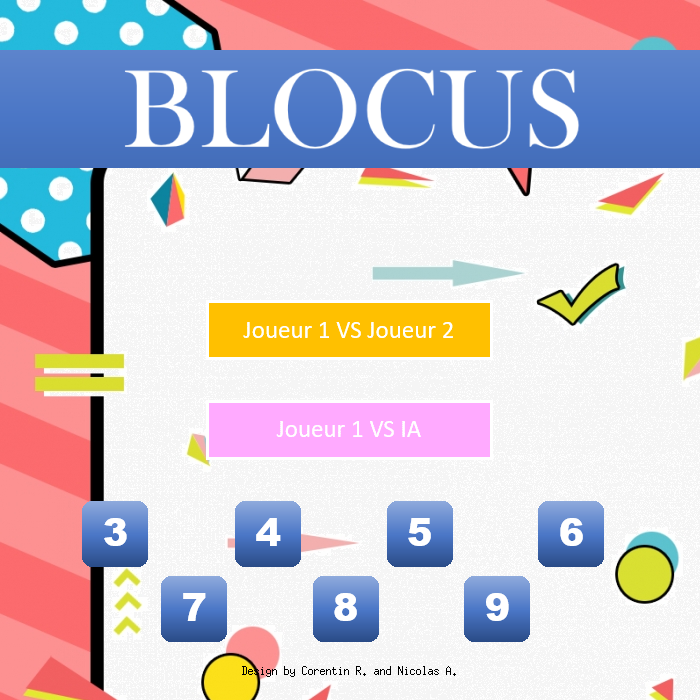 BLOCUS
Joueur 1 VS Joueur 2
Joueur 1 VS IA
3 4 5 6
7 8 9
Design by Corentin R. and Nicolas A.